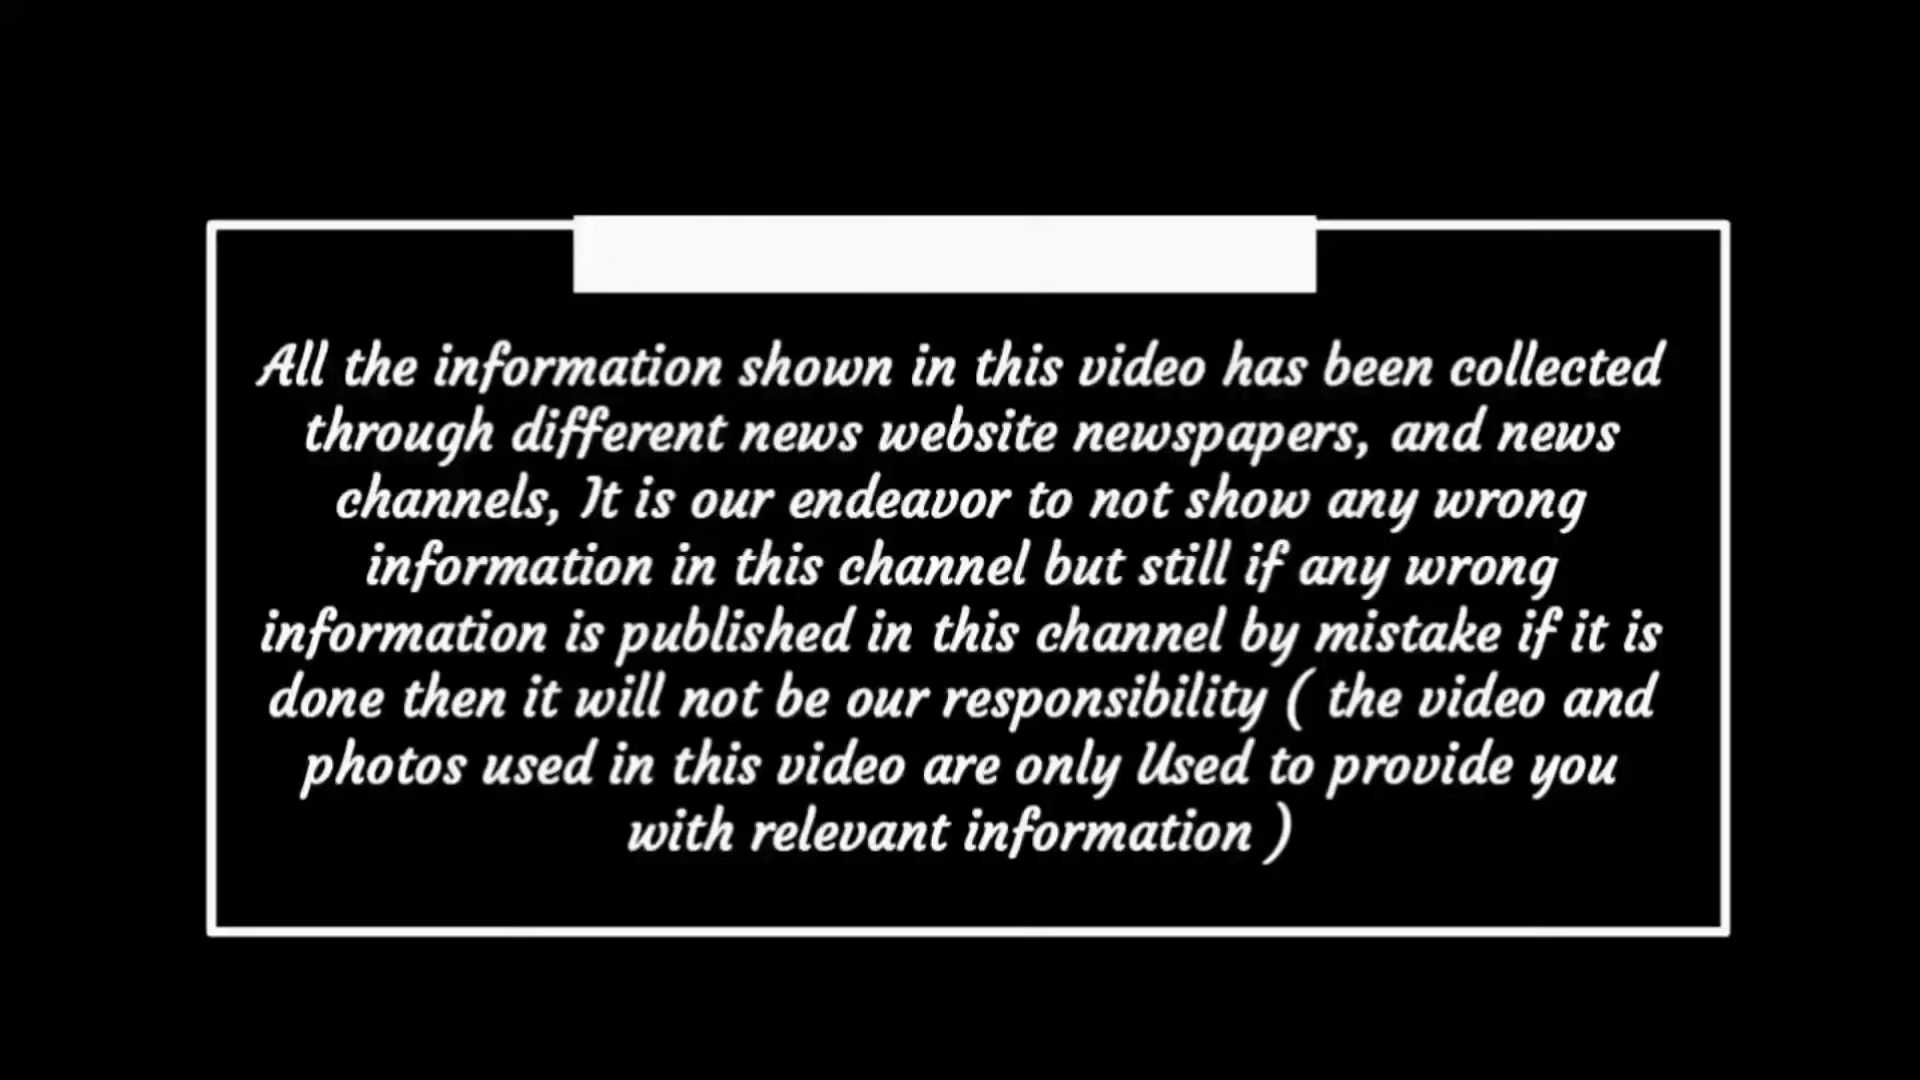 All the information shown in this video has been collected
through different news website newspapers, and news
channels, It is our endeavor to not show any wrong
information in this channel but still if any wrong
information is published in this channel by mistake if it is
done then it will not be our responsibility ( the video and
photos used in this video are only Used to provide you
with relevant information )